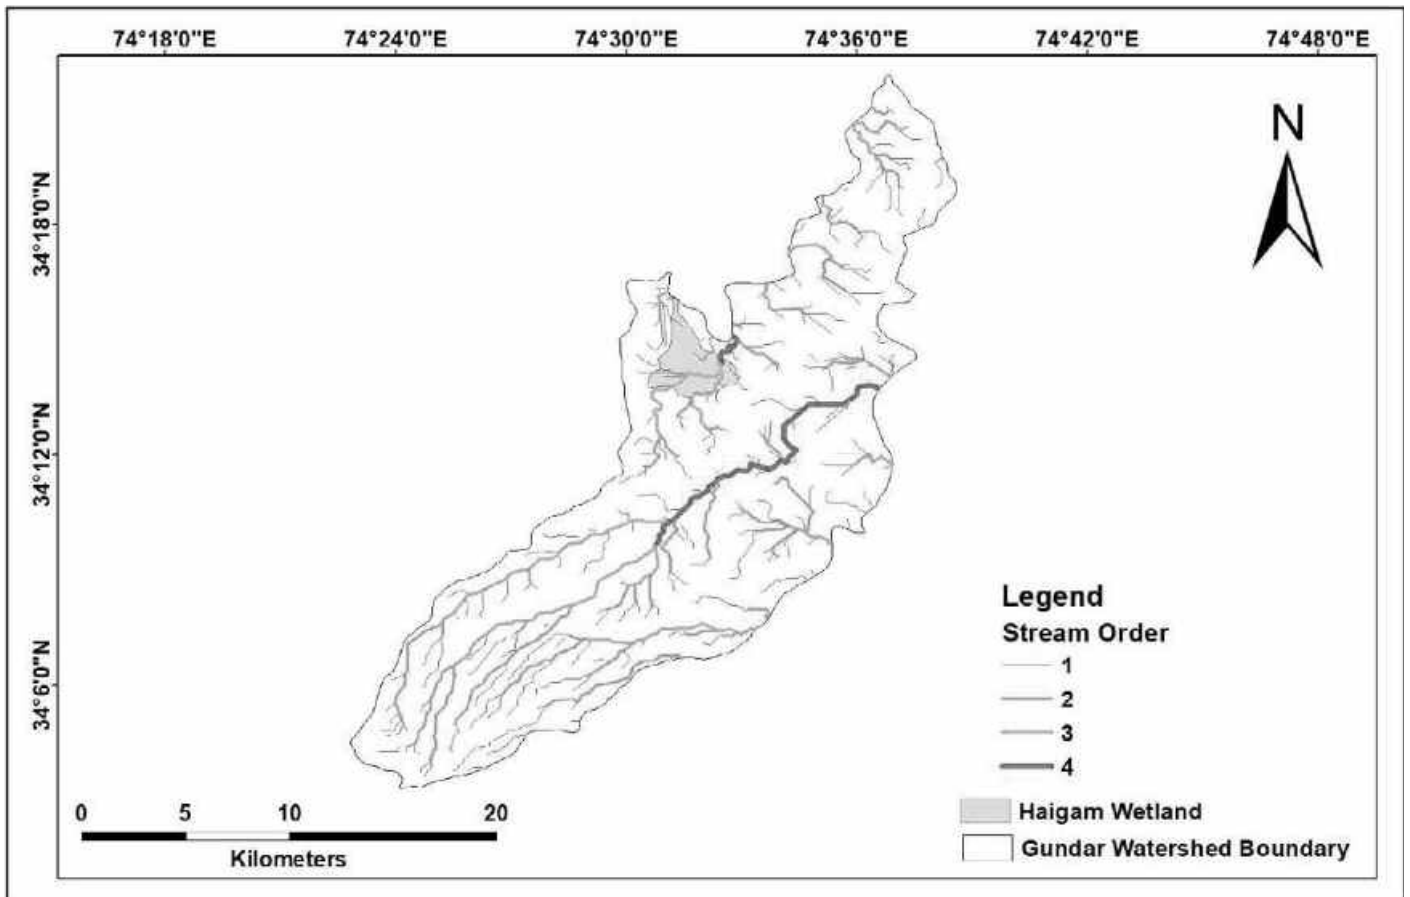 74°18'0"E 74°24'0"E 74°30'0"E 74°36'0"E 74°42'0"E 74°48'0"E
N
34°18'0"N
34°12'0"N
34°6'0"N
Legend
Stream Order
1
2
3
4
Haigam Wetland
Gundar Watershed Boundary
0 5 10 20
Kilometers